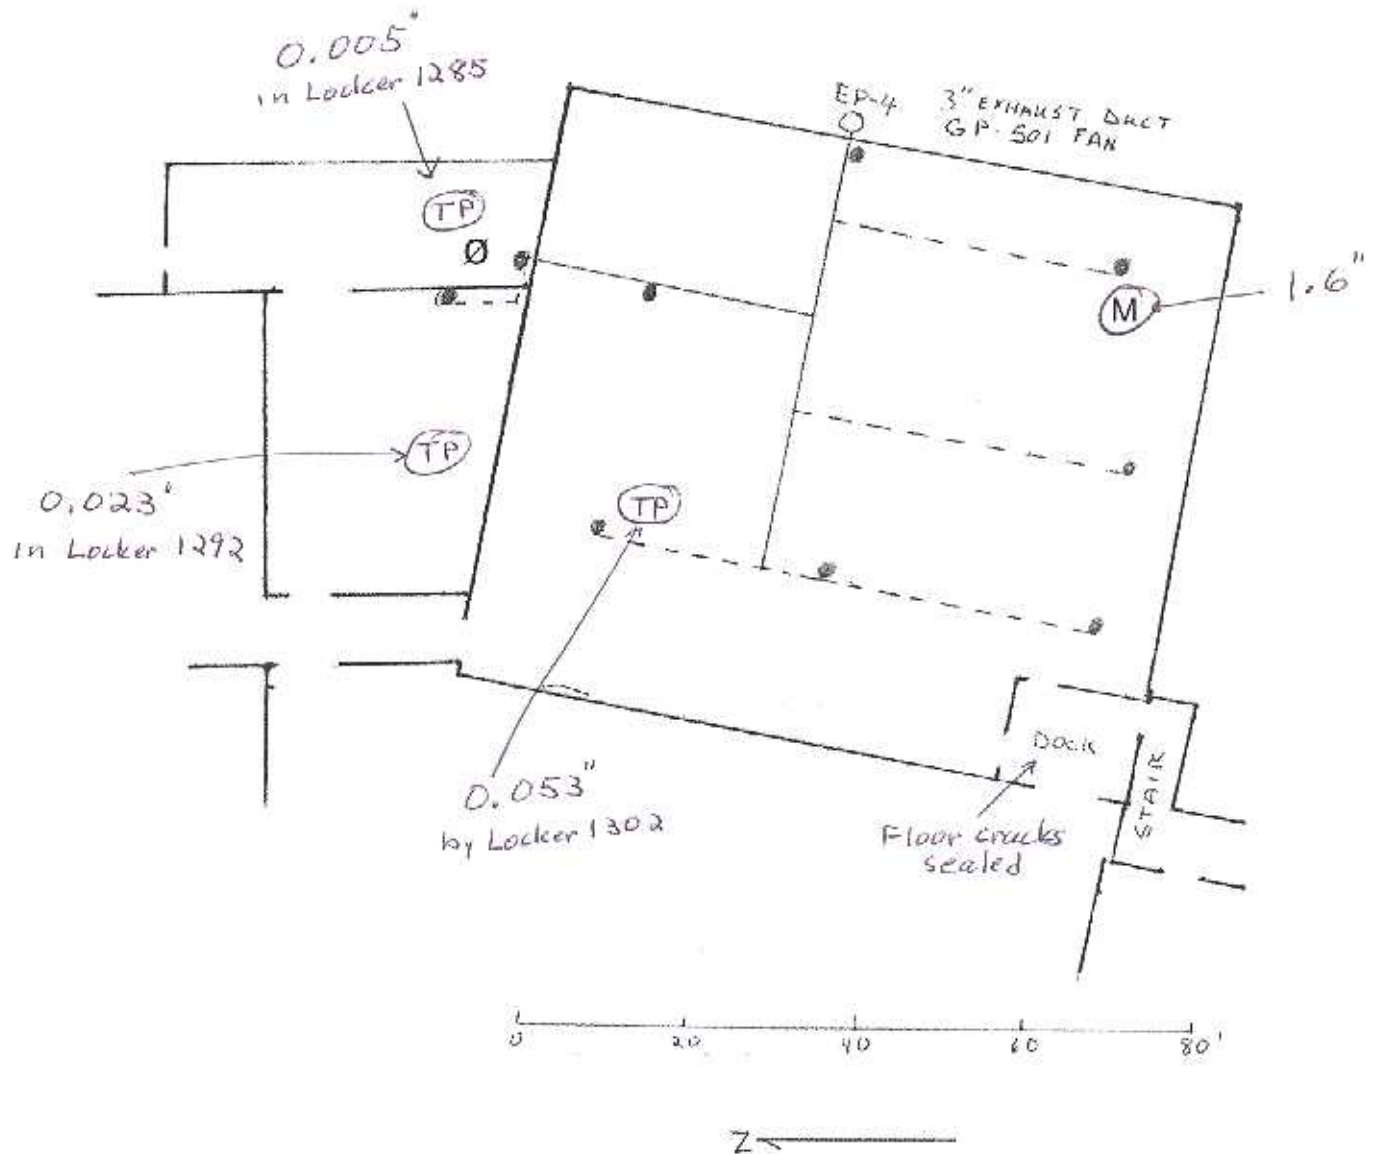 0.005"
in Locker 1285
EP-4
3" EXHAUST DUCT
GP-501 FAN
TP
Ø
M
1.6"
TP
0.023"
in Locker 1292
TP
0.053"
by Locker 1302
DOCK
STAIR
Floor cracks
sealed
0 20 40 60 80'
N